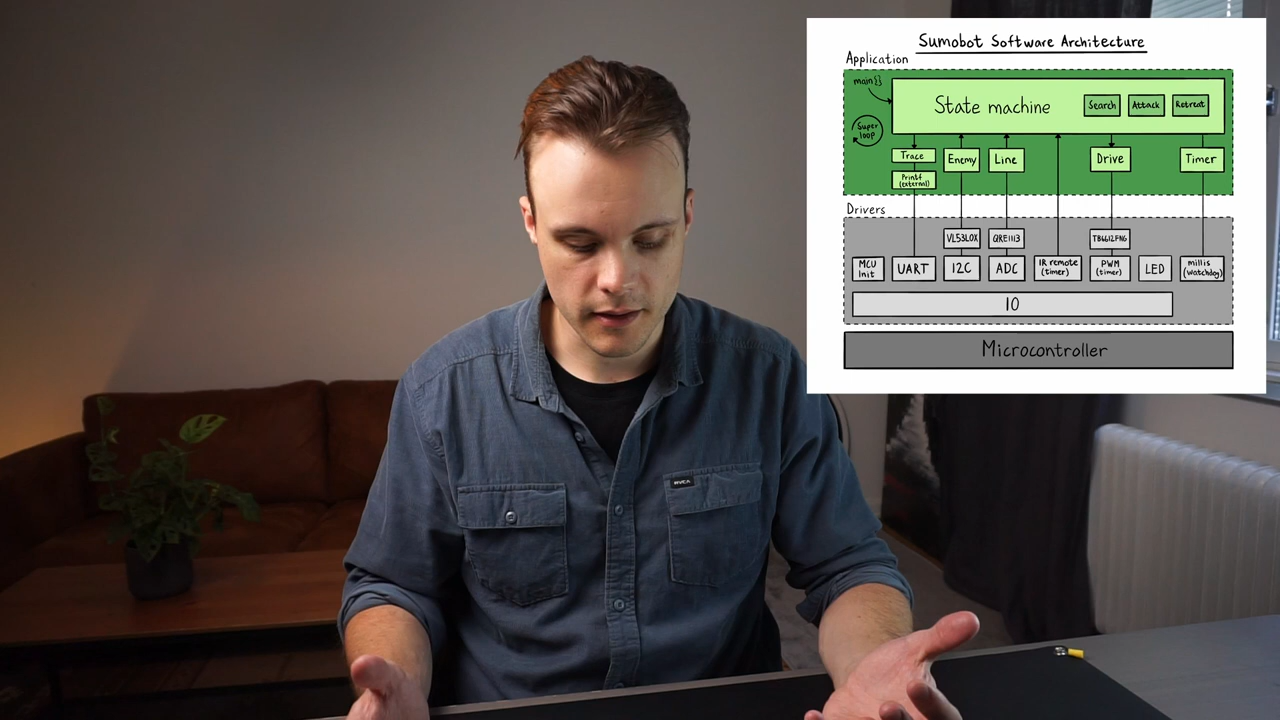 Sumobot Software Architecture
Application
main{}
State machine
Search
Attack
Retreat
Super
loop
Trace
Enemy
Line
Drive
Timer
Printf
(external)
Drivers
VL53L0X
QRE1113
TB6612FNG
MCU
Init
UART
I2C
ADC
IR remote
(timer)
PWM
(timer)
LED
millis
(watchdog)
IO
Microcontroller
RVCA